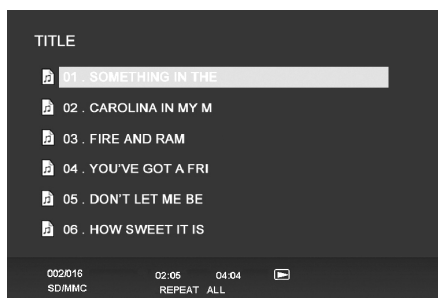 TITLE
01 . SOMETHING IN THE
02 . CAROLINA IN MY M
03 . FIRE AND RAM
04 . YOU'VE GOT A FRI
05 . DON'T LET ME BE
06 . HOW SWEET IT IS
002/016 02:05 04:04
SD/MMC REPEAT ALL